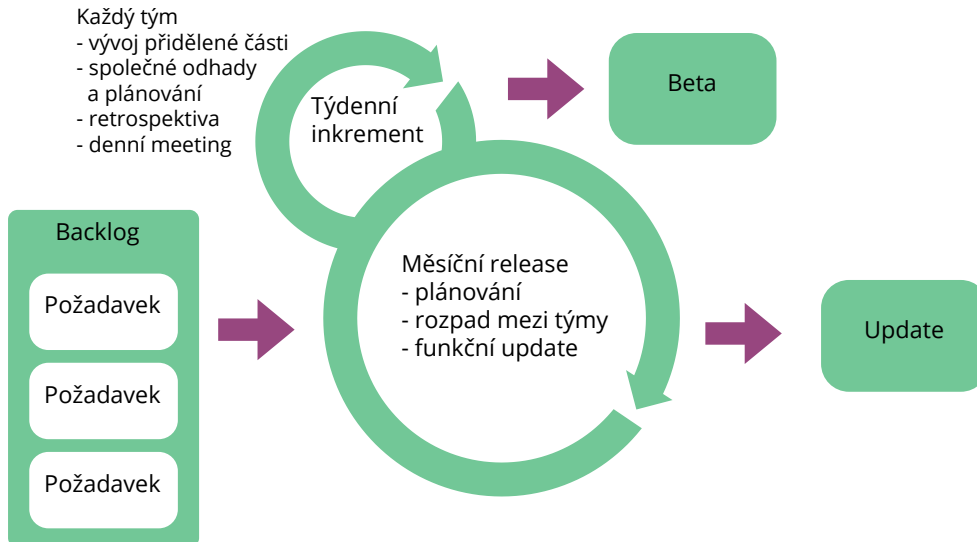 Každý tým
- vývoj přidělené části
- společné odhady
a plánování
- retrospektiva
- denní meeting
Týdenní
inkrement
Beta
Backlog
Požadavek
Požadavek
Požadavek
Měsíční release
- plánování
- rozpad mezi týmy
- funkční update
Update